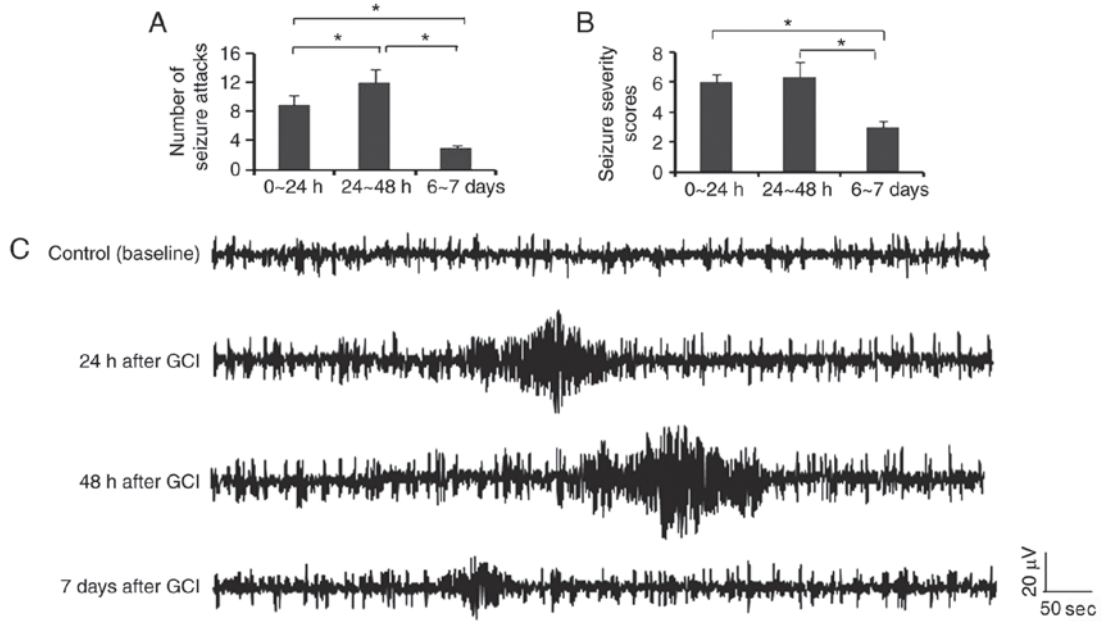 A
Number of
seizure attacks
16
12
8
4
0
* 
*
*
0~24 h
24~48 h
6~7 days
B
Seizure severity
scores
8
6
4
2
0
*
*
0~24 h
24~48 h
6~7 days
C
Control (baseline)
24 h after GCI
48 h after GCI
7 days after GCI
20 µV
50 sec